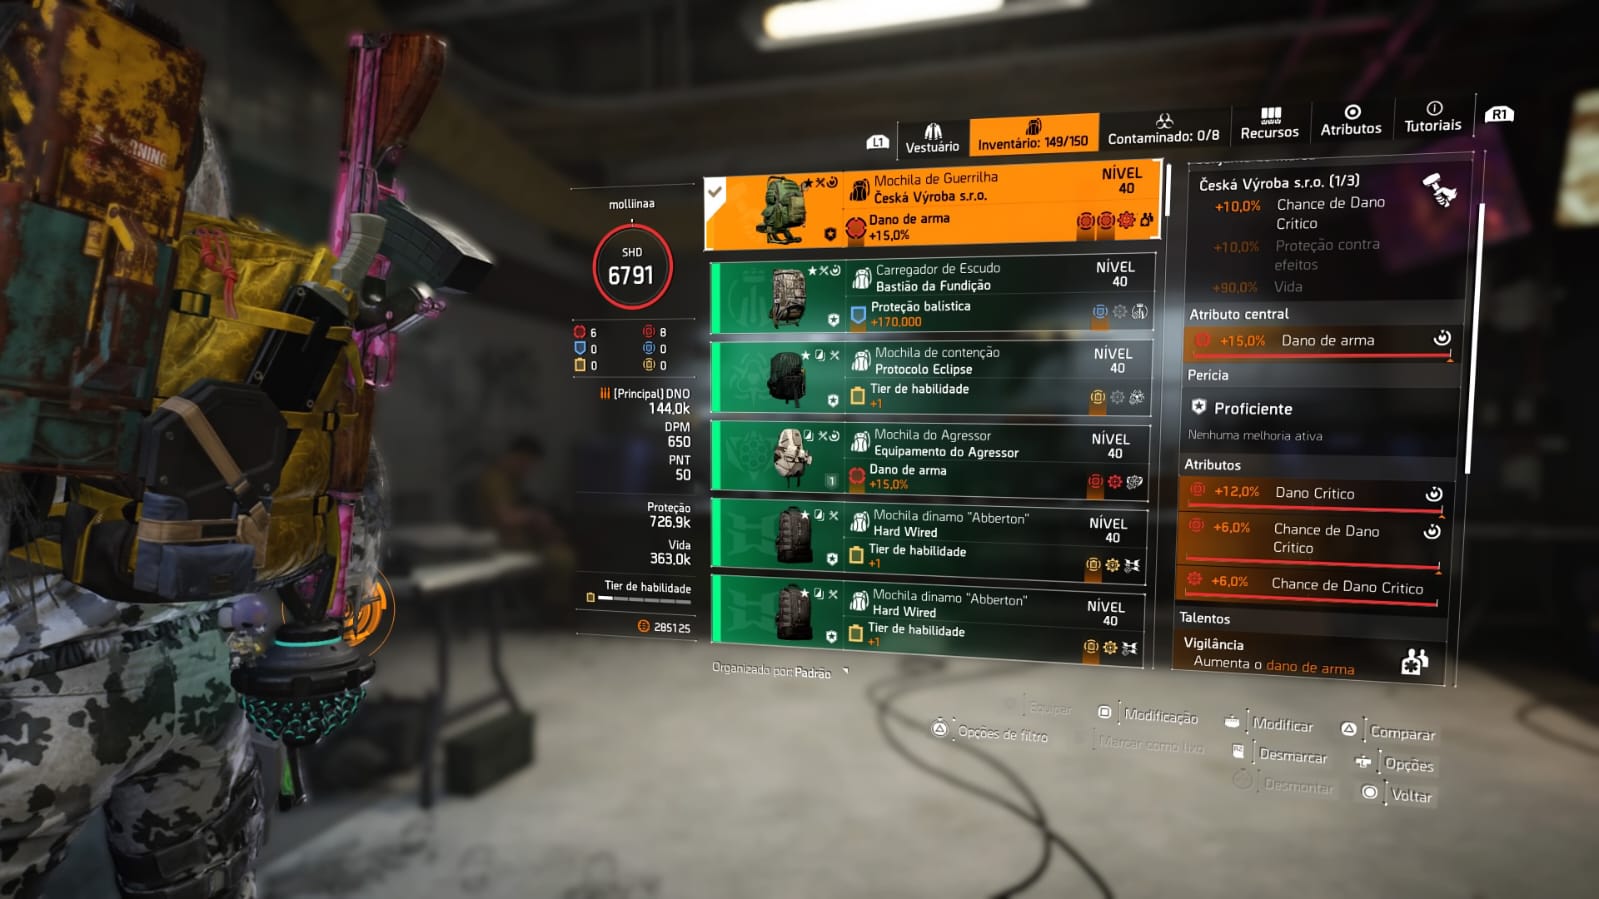 L1
Vestuário
Inventário: 149/150
Contaminado: 0/8
Recursos
Atributos
Tutoriais
R1
molliinaa
SHD
6791
6
8
0
0
0
0
[Principal] DNO
144,0k
DPM
650
PNT
50
Proteção
726,9k
Vida
363,0k
Tier de habilidade
285125
Mochila de Guerrilha
Česká Výroba s.r.o.
NÍVEL
40
Dano de arma
+15,0%
Carregador de Escudo
Bastião da Fundição
NÍVEL
40
Proteção balística
+170.000
Mochila de contenção
Protocolo Eclipse
NÍVEL
40
Tier de habilidade
+1
Mochila do Agressor
Equipamento do Agressor
NÍVEL
40
Dano de arma
+15,0%
1
Mochila dinamo "Abberton"
Hard Wired
NÍVEL
40
Tier de habilidade
+1
Mochila dinamo "Abberton"
Hard Wired
NÍVEL
40
Tier de habilidade
+1
Organizado por: Padrão
Česká Výroba s.r.o. (1/3)
+10,0% Chance de Dano
Crítico
+10,0% Proteção contra
efeitos
+90,0% Vida
Atributo central
+15,0% Dano de arma
Perícia
Proficiente
Nenhuma melhoria ativa
Atributos
+12,0% Dano Crítico
+6,0% Chance de Dano
Crítico
+6,0% Chance de Dano Crítico
Talentos
Vigilância
Aumenta o dano de arma
Equipar
Modificação
Modificar
Comparar
Opções de filtro
Marcar como lixo
R2
Desmarcar
Opções
Desmontar
Voltar
WARNING